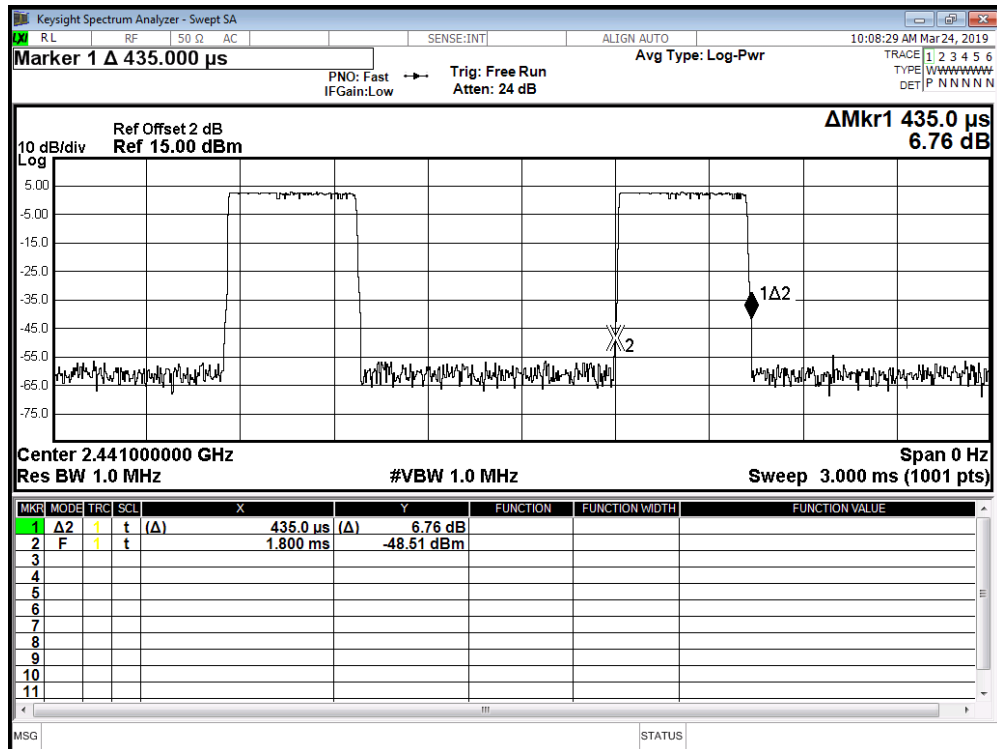 Keysight Spectrum Analyzer - Swept SA
LXI RL RF 50 Ω AC SENSE:INT ALIGN AUTO 10:08:29 AM Mar 24, 2019
Marker 1 Δ 435.000 µs
PNO: Fast
IFGain:Low
Trig: Free Run
Atten: 24 dB
Avg Type: Log-Pwr
TRACE 1 2 3 4 5 6
TYPE WWWWWW
DET P N N N N N
ΔMkr1 435.0 µs
6.76 dB
Ref Offset 2 dB
10 dB/div Ref 15.00 dBm
Log
5.00
-5.00
-15.0
-25.0
-35.0
-45.0
-55.0
-65.0
-75.0
1Δ2
2
Center 2.441000000 GHz Span 0 Hz
Res BW 1.0 MHz #VBW 1.0 MHz Sweep 3.000 ms (1001 pts)
MKR MODE TRC SCL X Y FUNCTION FUNCTION WIDTH FUNCTION VALUE
1 Δ2 1 t (Δ) 435.0 µs (Δ) 6.76 dB
2 F 1 t 1.800 ms -48.51 dBm
3
4
5
6
7
8
9
10
11
MSG STATUS